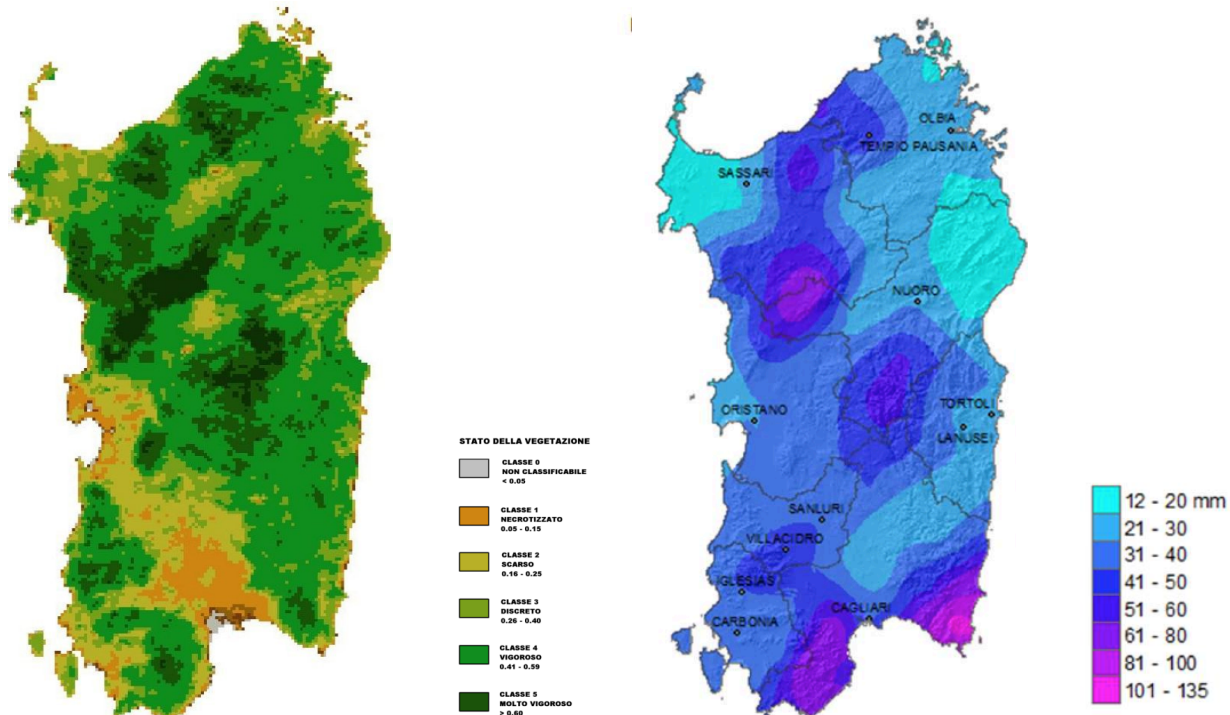 STATO DELLA VEGETAZIONE
CLASSE 0
NON CLASSIFICABILE
< 0.05
CLASSE 1
NECROTIZZATO
0.05 - 0.15
CLASSE 2
SCARSO
0.16 - 0.25
CLASSE 3
DISCRETO
0.26 - 0.40
CLASSE 4
VIGOROSO
0.41 - 0.59
CLASSE 5
MOLTO VIGOROSO
> 0.60
OLBIA
TEMPIO PAUSANIA
SASSARI
NUORO
ORISTANO
TORTOLI
LANUSEI
SANLURI
VILLACIDRO
IGLESIAS
CAGLIARI
CARBONIA
12 - 20 mm
21 - 30
31 - 40
41 - 50
51 - 60
61 - 80
81 - 100
101 - 135